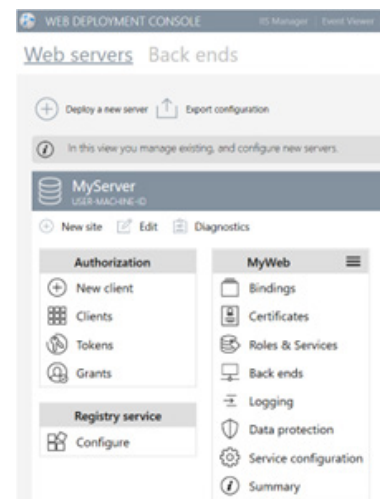 WEB DEPLOYMENT CONSOLE
IIS Manager | Event Viewer
Web servers Back ends
Deploy a new server
Export configuration
In this view you manage existing, and configure new servers.
MyServer
USER-MACHINE-ID
New site
Edit
Diagnostics
Authorization
New client
Clients
Tokens
Grants
Registry service
Configure
MyWeb
Bindings
Certificates
Roles & Services
Back ends
Logging
Data protection
Service configuration
Summary